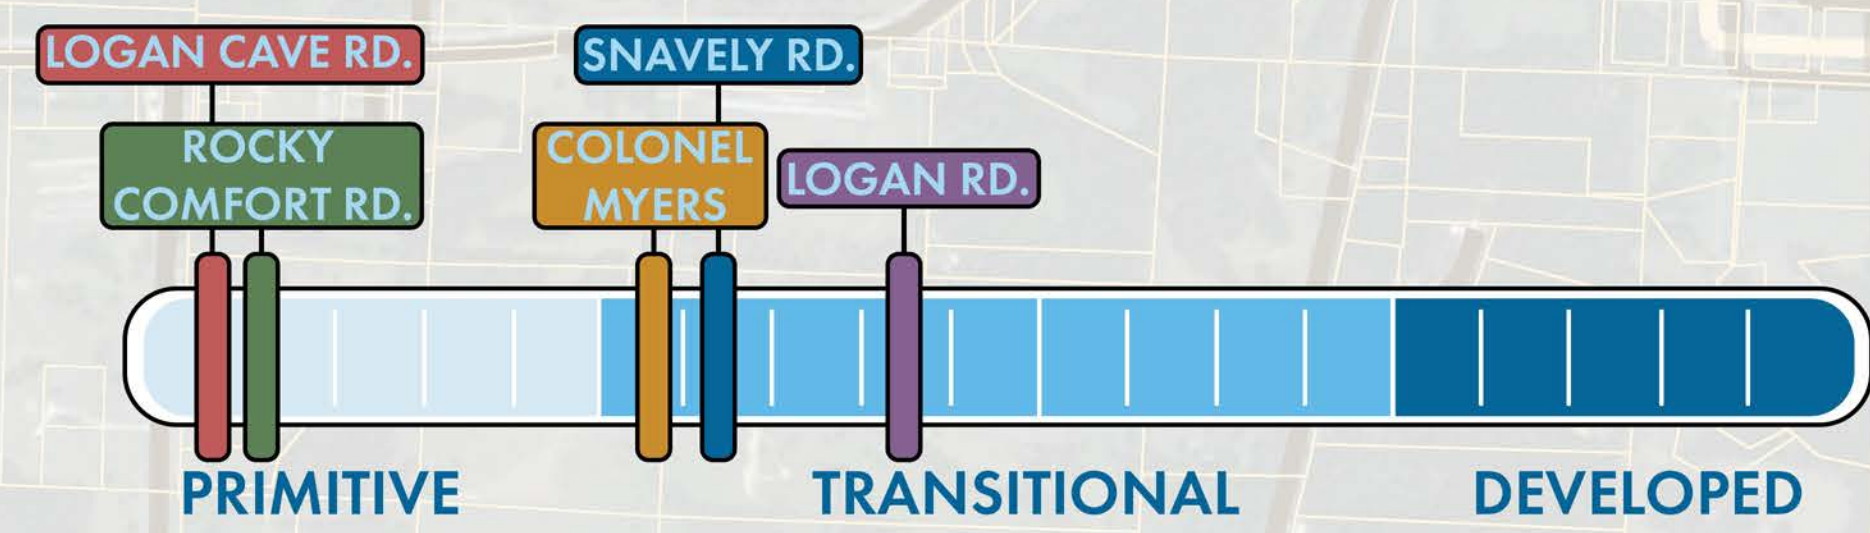 LOGAN CAVE RD.
SNAVELY RD.
ROCKY
COMFORT RD.
COLONEL
MYERS
LOGAN RD.
PRIMITIVE
TRANSITIONAL
DEVELOPED